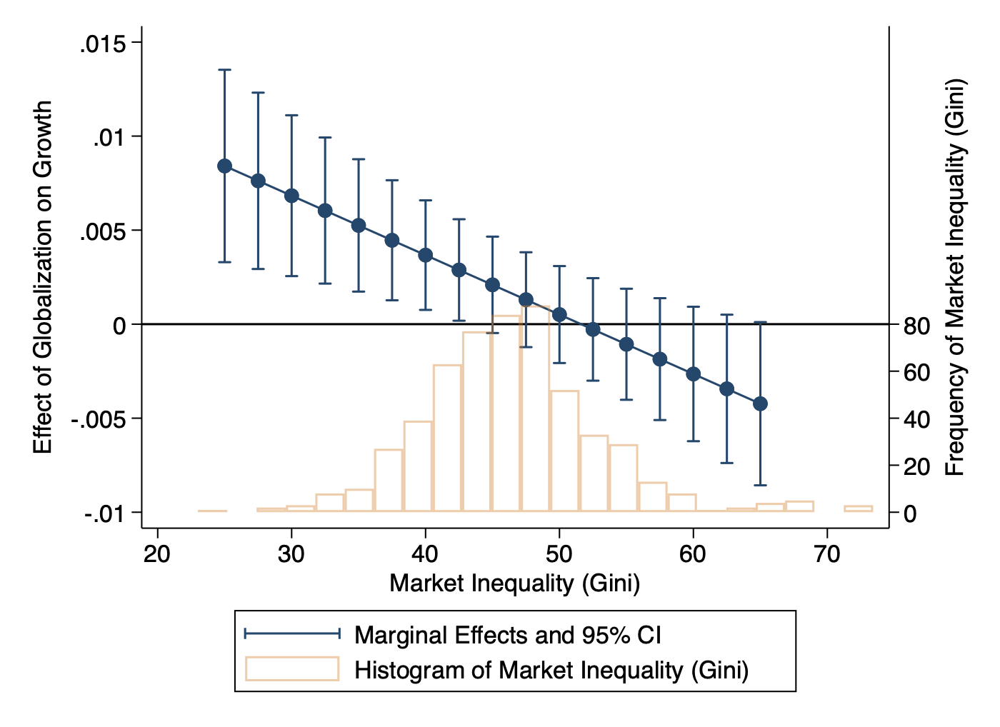 Effect of Globalization on Growth
.015
.01
.005
0
-.005
-.01
Frequency of Market Inequality (Gini)
80
60
40
20
0
20 30 40 50 60 70
Market Inequality (Gini)
Marginal Effects and 95% CI
Histogram of Market Inequality (Gini)